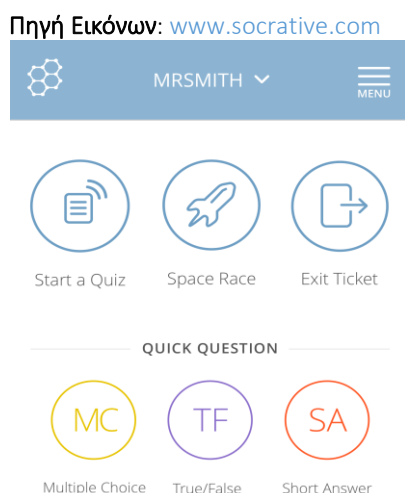 Πηγή Εικόνων: www.socrative.com
MRSMITH
MENU
Start a Quiz Space Race Exit Ticket
QUICK QUESTION
MC TF SA
Multiple Choice True/False Short Answer